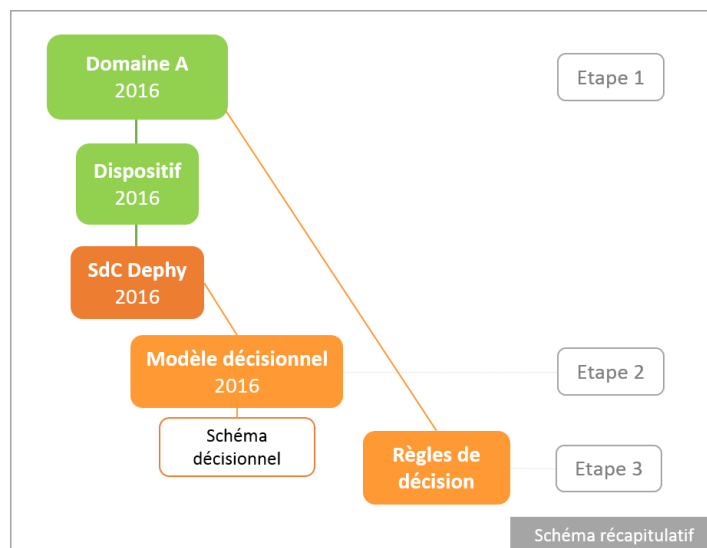 Domaine A
2016
Etape 1
Dispositif
2016
SdC Dephy
2016
Modèle décisionnel
2016
Etape 2
Schéma
décisionnel
Règles de
décision
Etape 3
Schéma récapitulatif